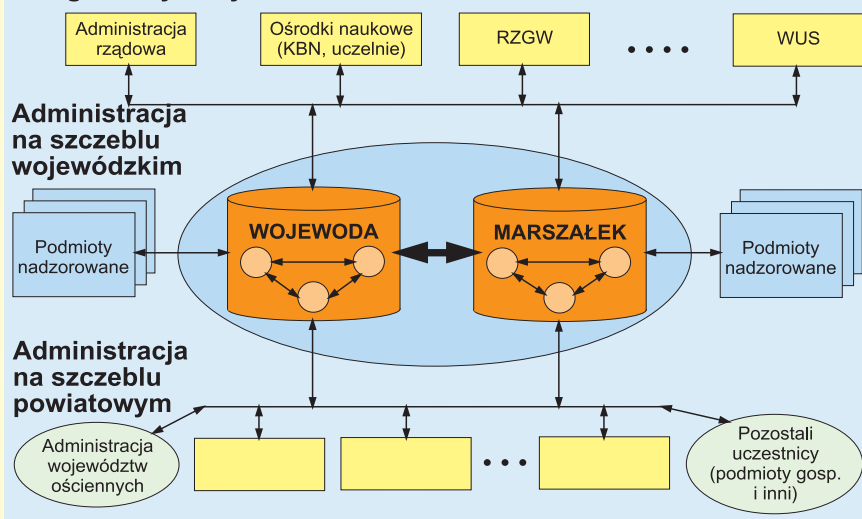 Administracja
rządowa
Ośrodki naukowe
(KBN, uczelnie)
RZGW
WUS
Administracja
na szczeblu
wojewódzkim
Podmioty
nadzorowane
WOJEWODA
MARSZAŁEK
Podmioty
nadzorowane
Administracja
na szczeblu
powiatowym
Administracja
województw
ościennych
Pozostali
uczestnicy
(podmioty gosp.
i inni)